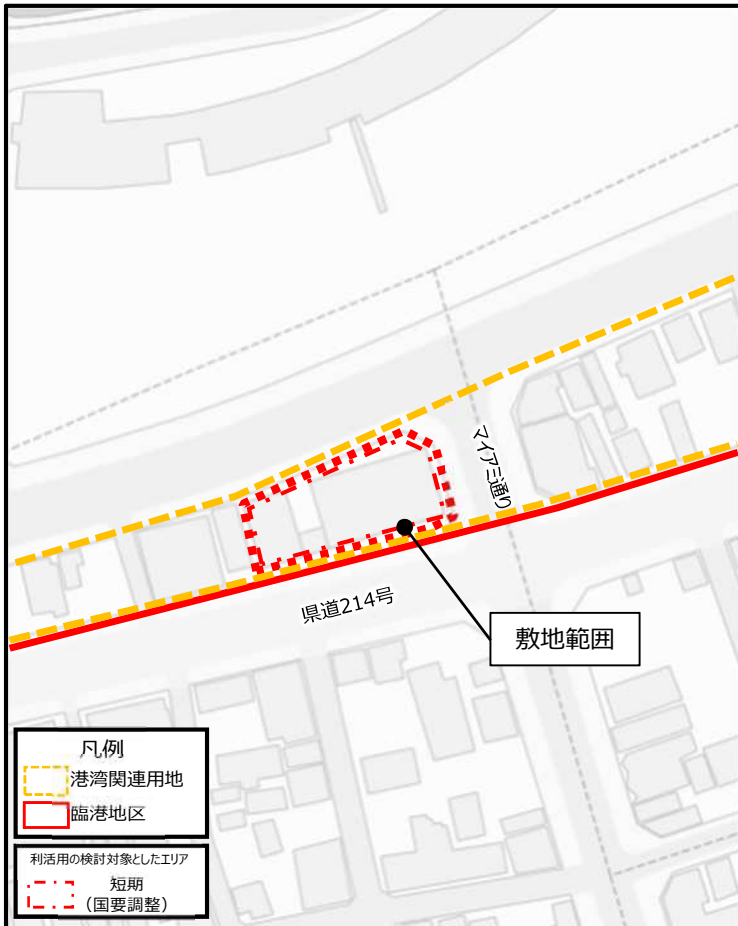 マイアミ通り
県道214号
敷地範囲
凡例
港湾関連用地
臨港地区
利活用の検討対象としたエリア
短期
（国要調整）